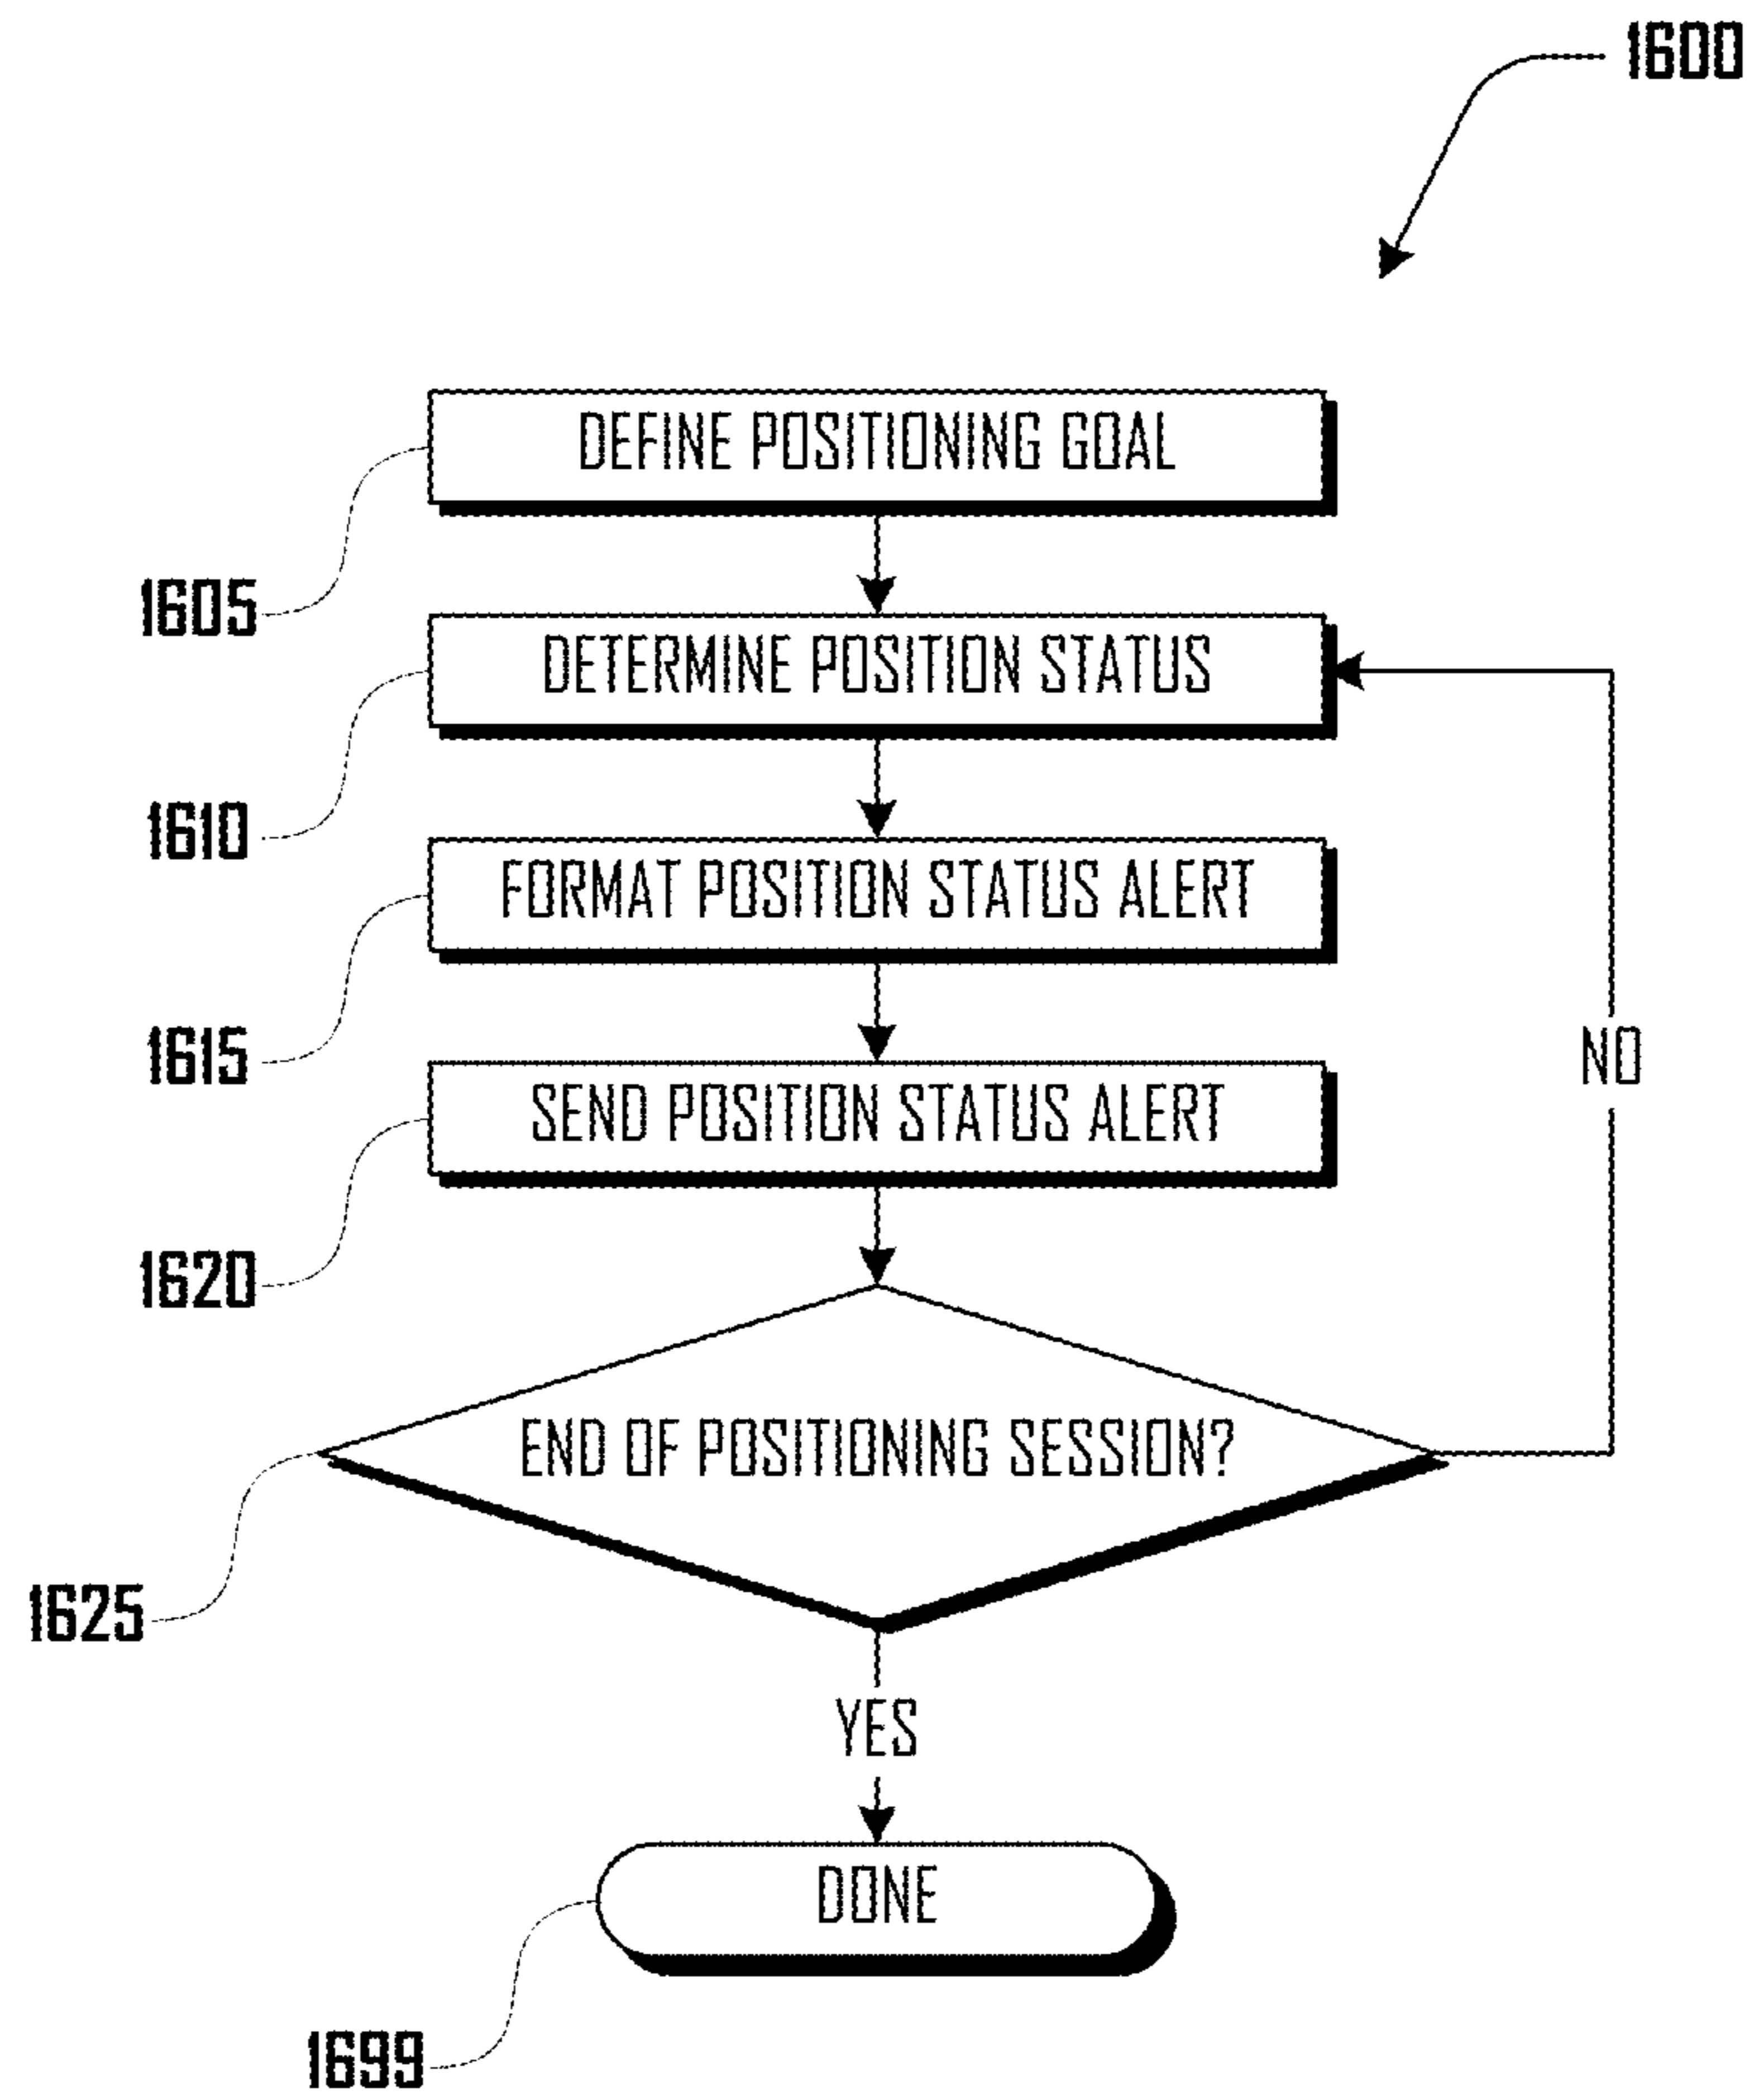 1600
DEFINE POSITIONING GOAL
1605
DETERMINE POSITION STATUS
1610
FORMAT POSITION STATUS ALERT
1615
NO
SEND POSITION STATUS ALERT
1620
END OF POSITIONING SESSION?
1625
YES
DONE
1699